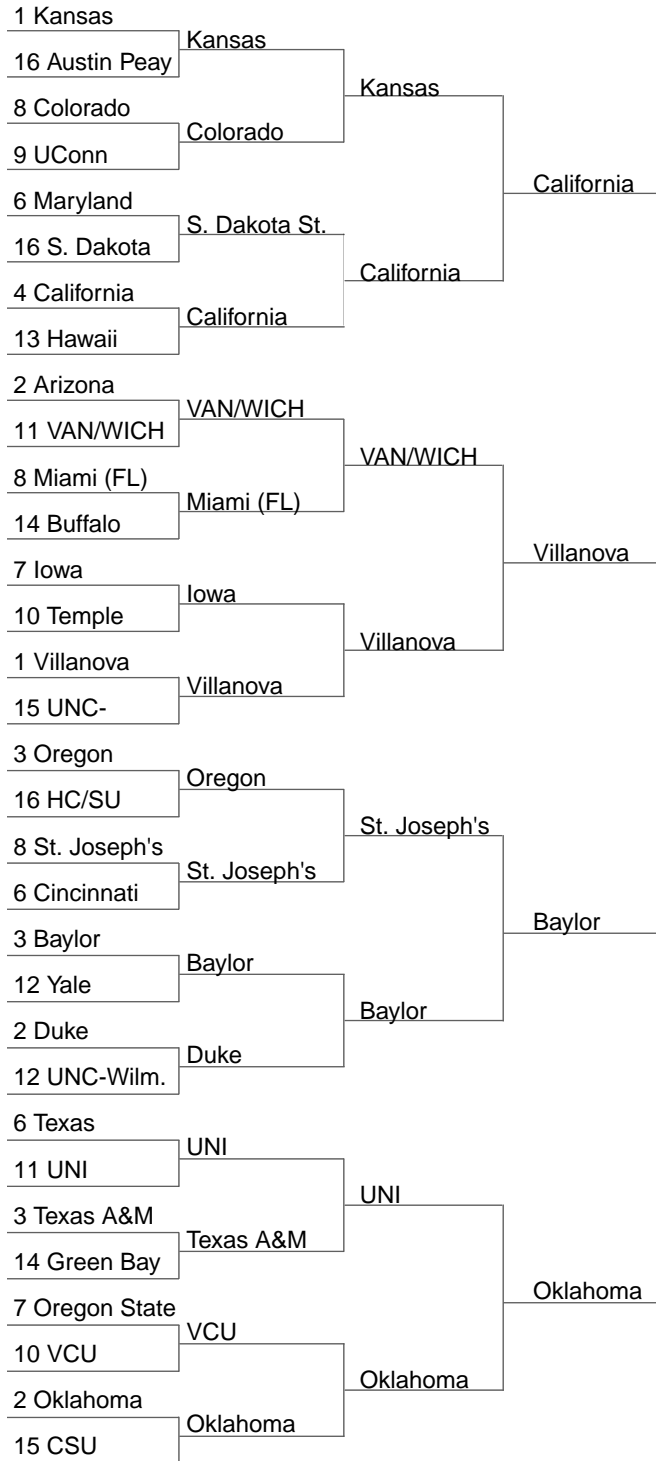 1 Kansas
16 Austin Peay
8 Colorado
9 UConn
6 Maryland
16 S. Dakota
4 California
13 Hawaii
2 Arizona
11 VAN/WICH
8 Miami (FL)
14 Buffalo
7 Iowa
10 Temple
1 Villanova
15 UNC-
3 Oregon
16 HC/SU
8 St. Joseph's
6 Cincinnati
3 Baylor
12 Yale
2 Duke
12 UNC-Wilm.
6 Texas
11 UNI
3 Texas A&M
14 Green Bay
7 Oregon State
10 VCU
2 Oklahoma
15 CSU
Kansas
Colorado
S. Dakota St.
California
VAN/WICH
Miami (FL)
Iowa
Villanova
Oregon
St. Joseph's
Baylor
Duke
UNI
Texas A&M
VCU
Oklahoma
Kansas
California
VAN/WICH
Villanova
St. Joseph's
Baylor
UNI
Oklahoma
California
Villanova
Baylor
Oklahoma